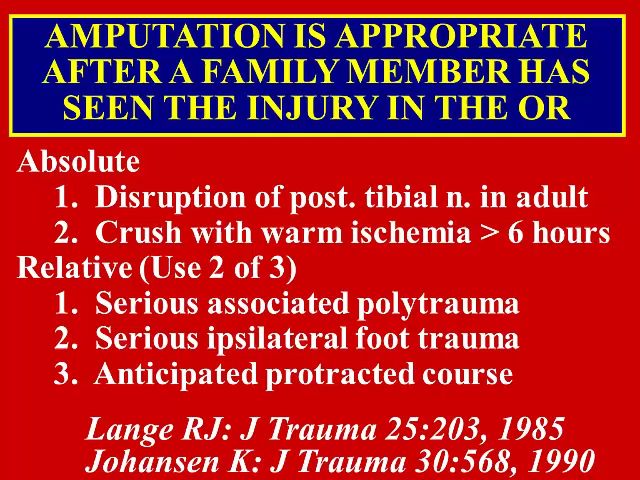 AMPUTATION IS APPROPRIATE
AFTER A FAMILY MEMBER HAS
SEEN THE INJURY IN THE OR
Absolute
1. Disruption of post. tibial n. in adult
2. Crush with warm ischemia > 6 hours
Relative (Use 2 of 3)
1. Serious associated polytrauma
2. Serious ipsilateral foot trauma
3. Anticipated protracted course
Lange RJ: J Trauma 25:203, 1985
Johansen K: J Trauma 30:568, 1990